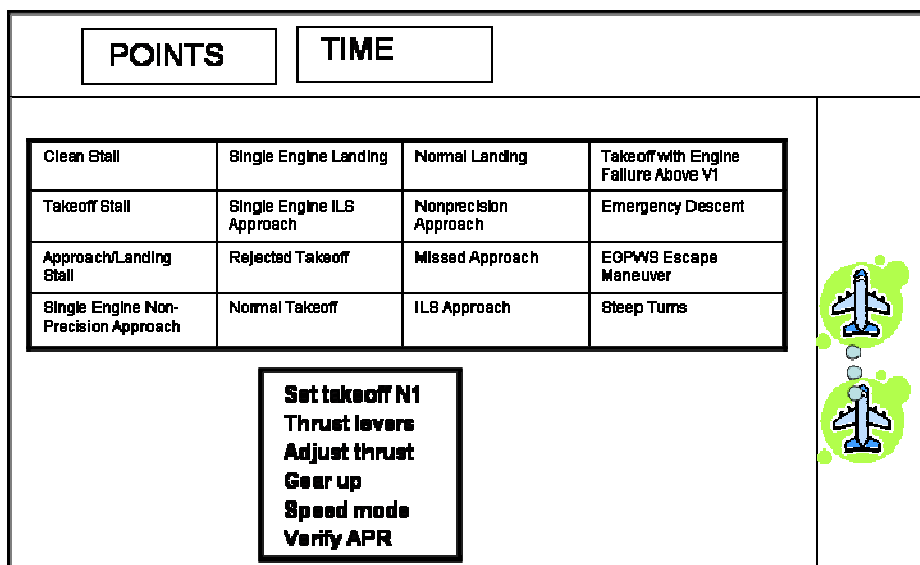 POINTS
TIME
Clean Stall
Single Engine Landing
Normal Landing
Takeoff with Engine
Failure Above V1
Takeoff Stall
Single Engine ILS
Approach
Nonprecision
Approach
Emergency Descent
Approach/Landing
Stall
Rejected Takeoff
Missed Approach
EGPWS Escape
Maneuver
Single Engine Non-
Precision Approach
Normal Takeoff
ILS Approach
Steep Turns
Set takeoff N1
Thrust levers
Adjust thrust
Gear up
Speed mode
Verify APR